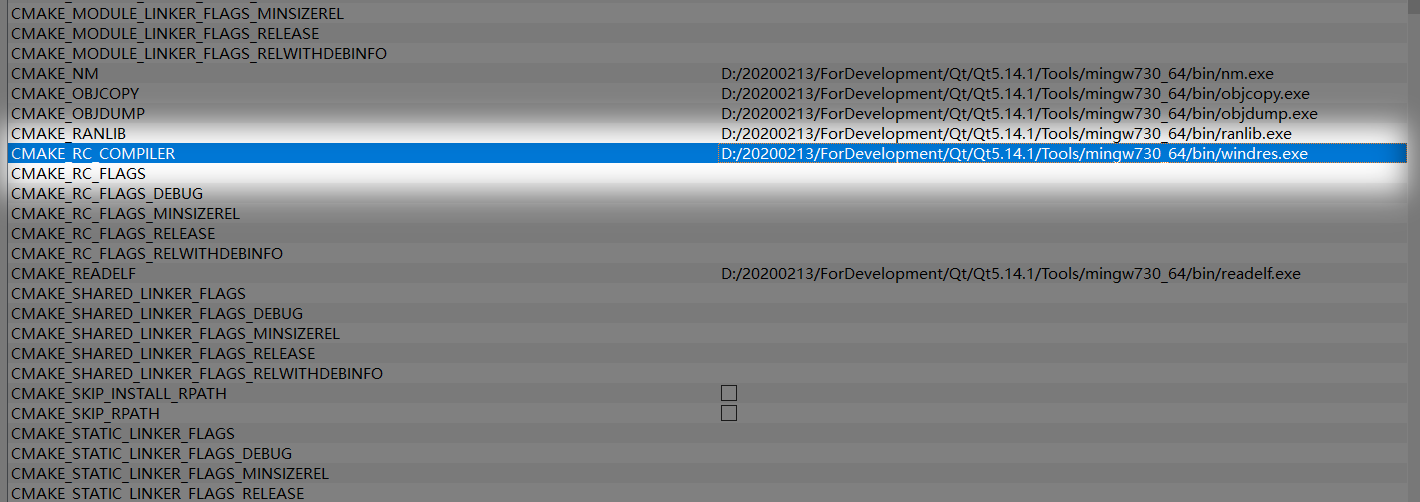 CMAKE_MODULE_LINKER_FLAGS_MINSIZEREL
CMAKE_MODULE_LINKER_FLAGS_RELEASE
CMAKE_MODULE_LINKER_FLAGS_RELWITHDEBINFO
CMAKE_NM D:/20200213/ForDevelopment/Qt/Qt5.14.1/Tools/mingw730_64/bin/nm.exe
CMAKE_OBJCOPY D:/20200213/ForDevelopment/Qt/Qt5.14.1/Tools/mingw730_64/bin/objcopy.exe
CMAKE_OBJDUMP D:/20200213/ForDevelopment/Qt/Qt5.14.1/Tools/mingw730_64/bin/objdump.exe
CMAKE_RANLIB D:/20200213/ForDevelopment/Qt/Qt5.14.1/Tools/mingw730_64/bin/ranlib.exe
CMAKE_RC_COMPILER D:/20200213/ForDevelopment/Qt/Qt5.14.1/Tools/mingw730_64/bin/windres.exe
CMAKE_RC_FLAGS
CMAKE_RC_FLAGS_DEBUG
CMAKE_RC_FLAGS_MINSIZEREL
CMAKE_RC_FLAGS_RELEASE
CMAKE_RC_FLAGS_RELWITHDEBINFO
CMAKE_READELF D:/20200213/ForDevelopment/Qt/Qt5.14.1/Tools/mingw730_64/bin/readelf.exe
CMAKE_SHARED_LINKER_FLAGS
CMAKE_SHARED_LINKER_FLAGS_DEBUG
CMAKE_SHARED_LINKER_FLAGS_MINSIZEREL
CMAKE_SHARED_LINKER_FLAGS_RELEASE
CMAKE_SHARED_LINKER_FLAGS_RELWITHDEBINFO
CMAKE_SKIP_INSTALL_RPATH
CMAKE_SKIP_RPATH
CMAKE_STATIC_LINKER_FLAGS
CMAKE_STATIC_LINKER_FLAGS_DEBUG
CMAKE_STATIC_LINKER_FLAGS_MINSIZEREL
CMAKE_STATIC_LINKER_FLAGS_RELEASE